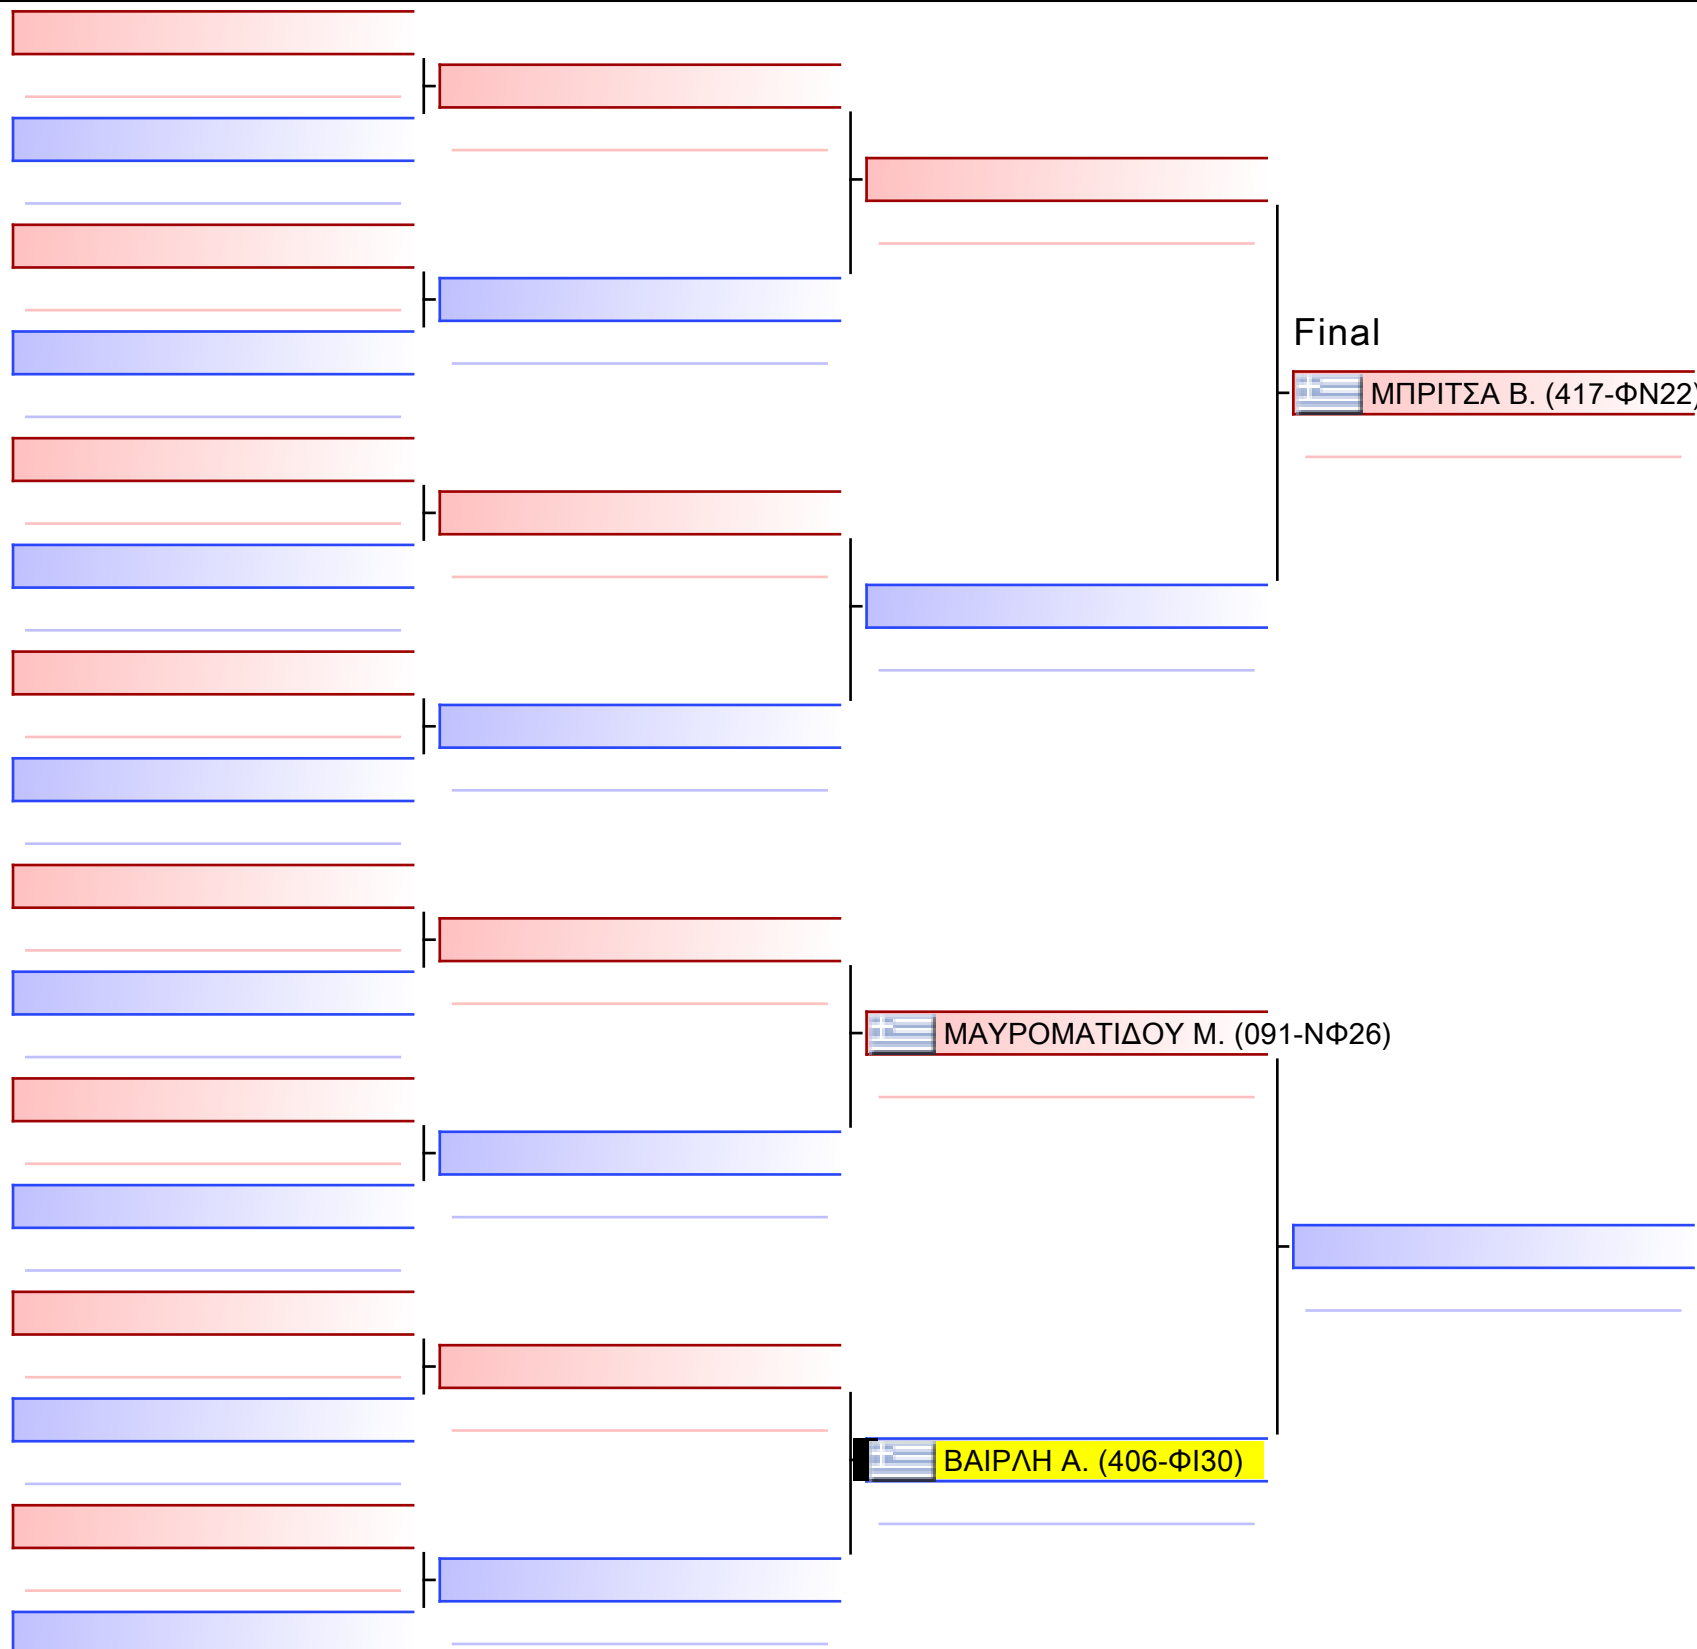 Final
ΜΠΡΙΤΣΑ Β. (417-ΦΝ22)
ΜΑΥΡΟΜΑΤΙΔΟΥ Μ. (091-ΝΦ26)
ΒΑΙΡΛΗ Α. (406-ΦΙ30)